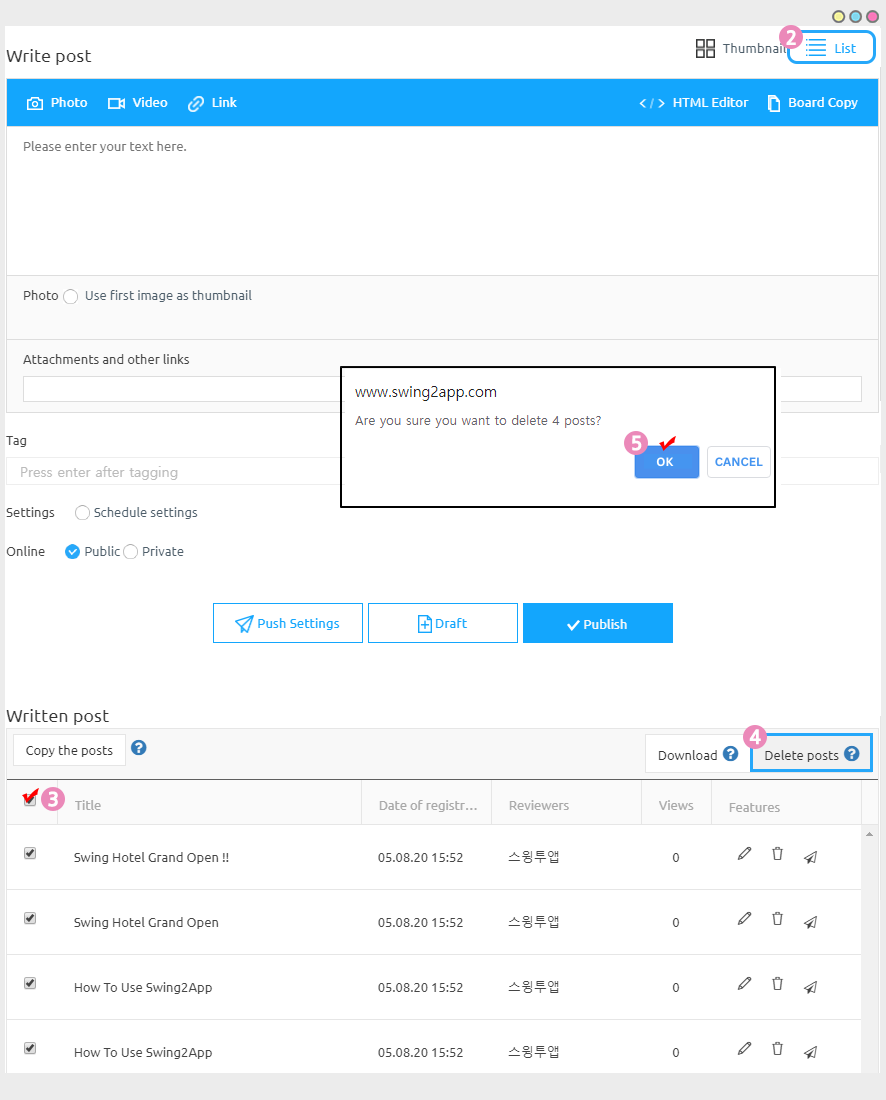 Write post
Thumbnail
2
List
Photo
Video
Link
</> HTML Editor
Board Copy
Please enter your text here.
Photo
Use first image as thumbnail
Attachments and other links
www.swing2app.com
Are you sure you want to delete 4 posts?
5
OK
CANCEL
Tag
Press enter after tagging
Settings
Schedule settings
Online
Public
Private
Push Settings
Draft
Publish
Written post
Copy the posts ?
Download ?
4
Delete posts ?
3
Title
Date of registr...
Reviewers
Views
Features
Swing Hotel Grand Open !! 05.08.20 15:52 스윙투앱 0
Swing Hotel Grand Open 05.08.20 15:52 스윙투앱 0
How To Use Swing2App 05.08.20 15:52 스윙투앱 0
How To Use Swing2App 05.08.20 15:52 스윙투앱 0